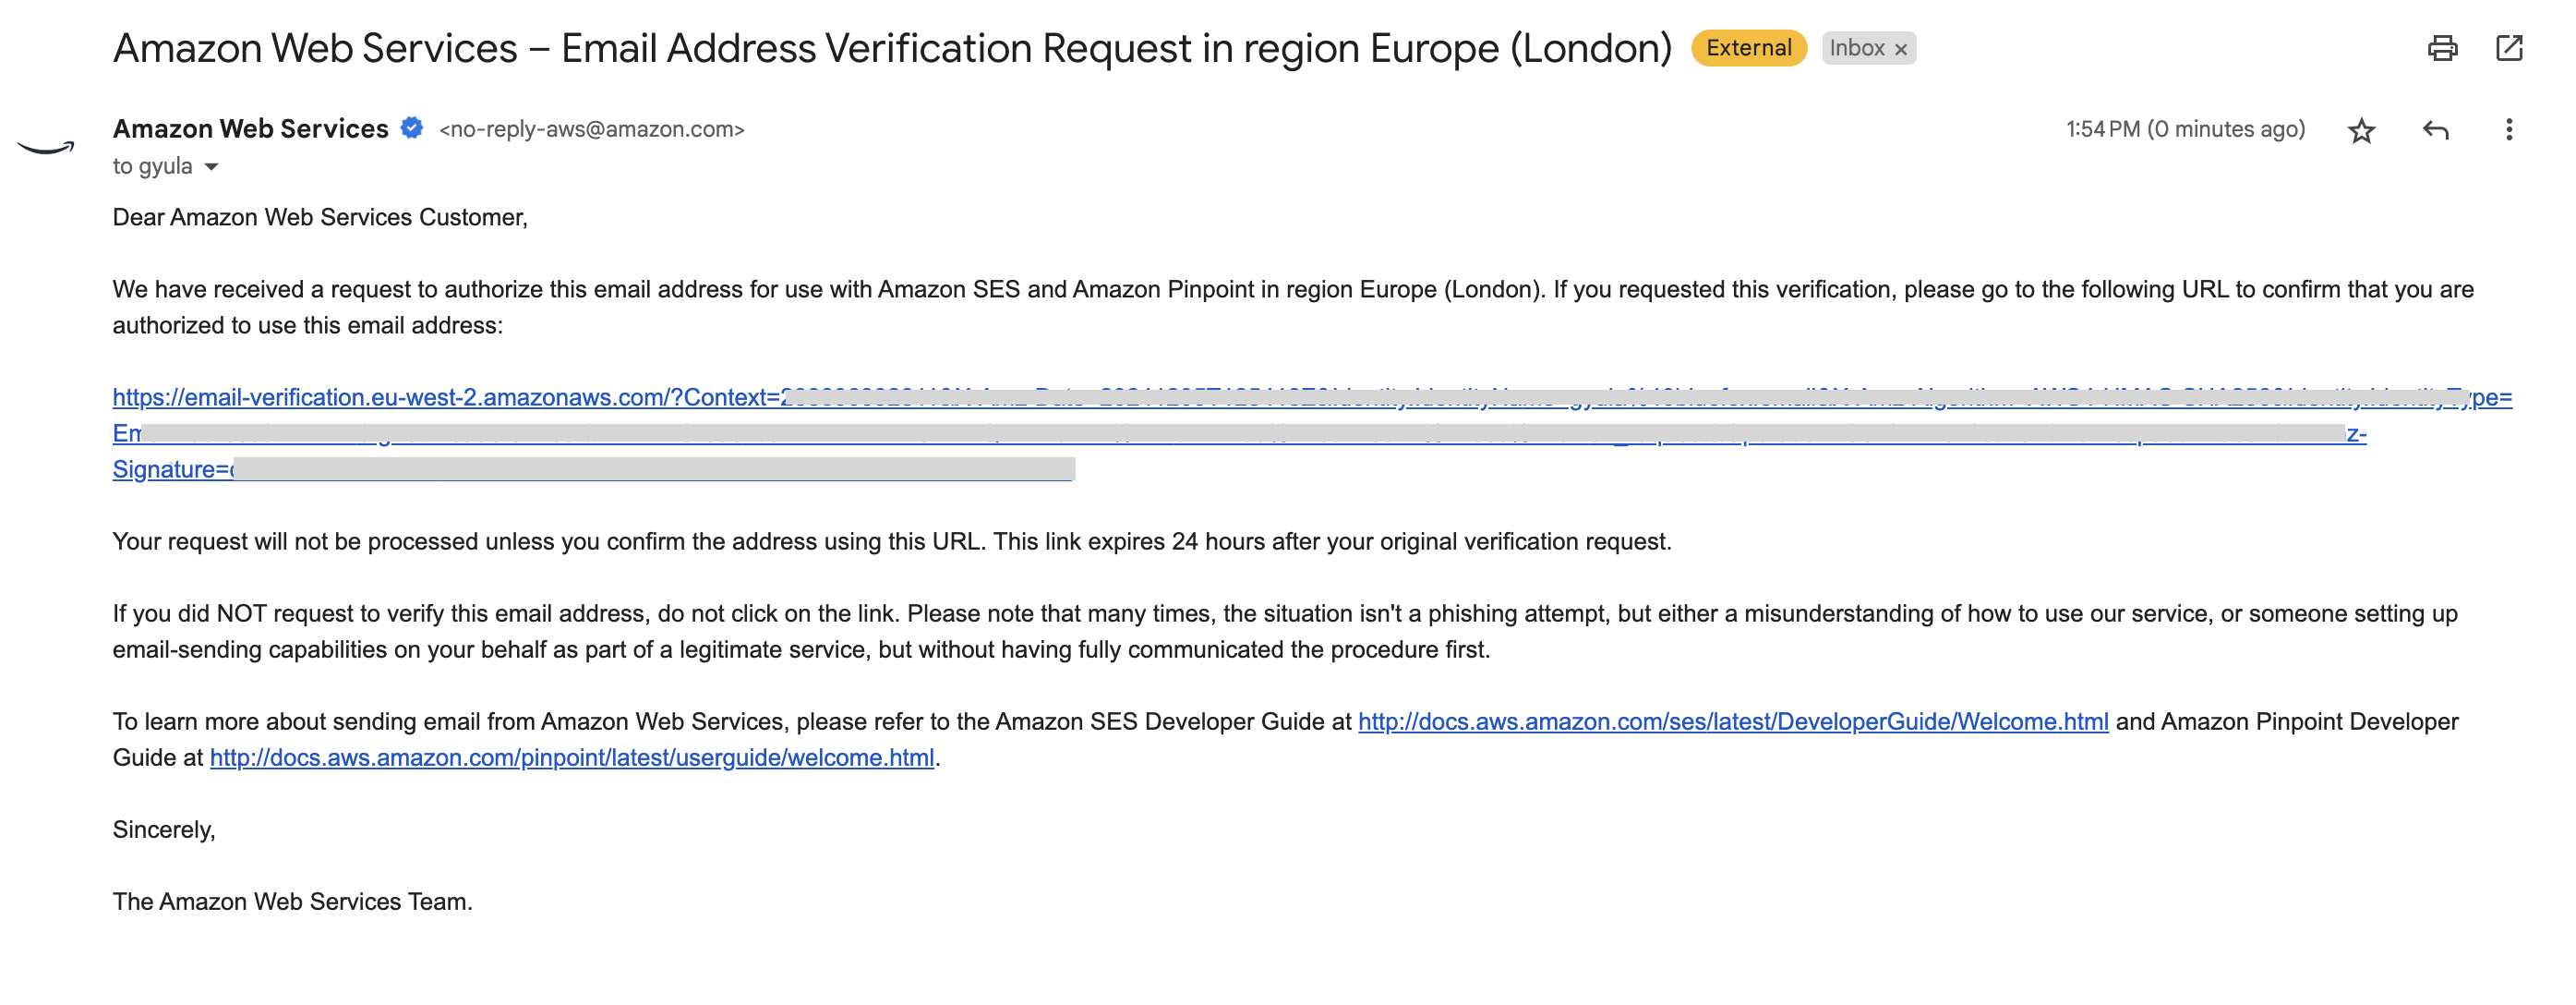 Amazon Web Services – Email Address Verification Request in region Europe (London) External Inbox ×
Amazon Web Services <no-reply-aws@amazon.com> 1:54 PM (0 minutes ago)
to gyula
Dear Amazon Web Services Customer,
We have received a request to authorize this email address for use with Amazon SES and Amazon Pinpoint in region Europe (London). If you requested this verification, please go to the following URL to confirm that you are
authorized to use this email address:
https://email-verification.eu-west-2.amazonaws.com/?Context= ype=
Em z-
Signature=
Your request will not be processed unless you confirm the address using this URL. This link expires 24 hours after your original verification request.
If you did NOT request to verify this email address, do not click on the link. Please note that many times, the situation isn't a phishing attempt, but either a misunderstanding of how to use our service, or someone setting up
email-sending capabilities on your behalf as part of a legitimate service, but without having fully communicated the procedure first.
To learn more about sending email from Amazon Web Services, please refer to the Amazon SES Developer Guide at http://docs.aws.amazon.com/ses/latest/DeveloperGuide/Welcome.html and Amazon Pinpoint Developer
Guide at http://docs.aws.amazon.com/pinpoint/latest/userguide/welcome.html.
Sincerely,
The Amazon Web Services Team.